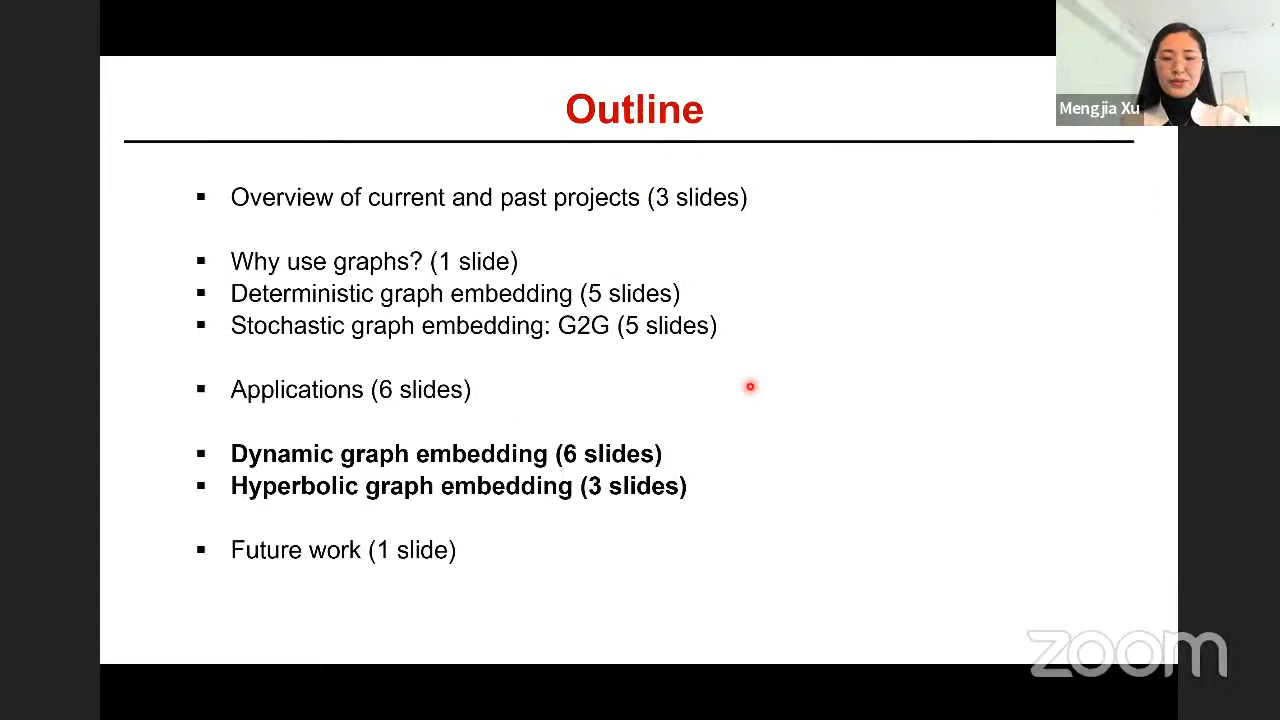 Outline
Mengjia Xu
▪ Overview of current and past projects (3 slides)
▪ Why use graphs? (1 slide)
▪ Deterministic graph embedding (5 slides)
▪ Stochastic graph embedding: G2G (5 slides)
▪ Applications (6 slides)
▪ Dynamic graph embedding (6 slides)
▪ Hyperbolic graph embedding (3 slides)
▪ Future work (1 slide)
zoom